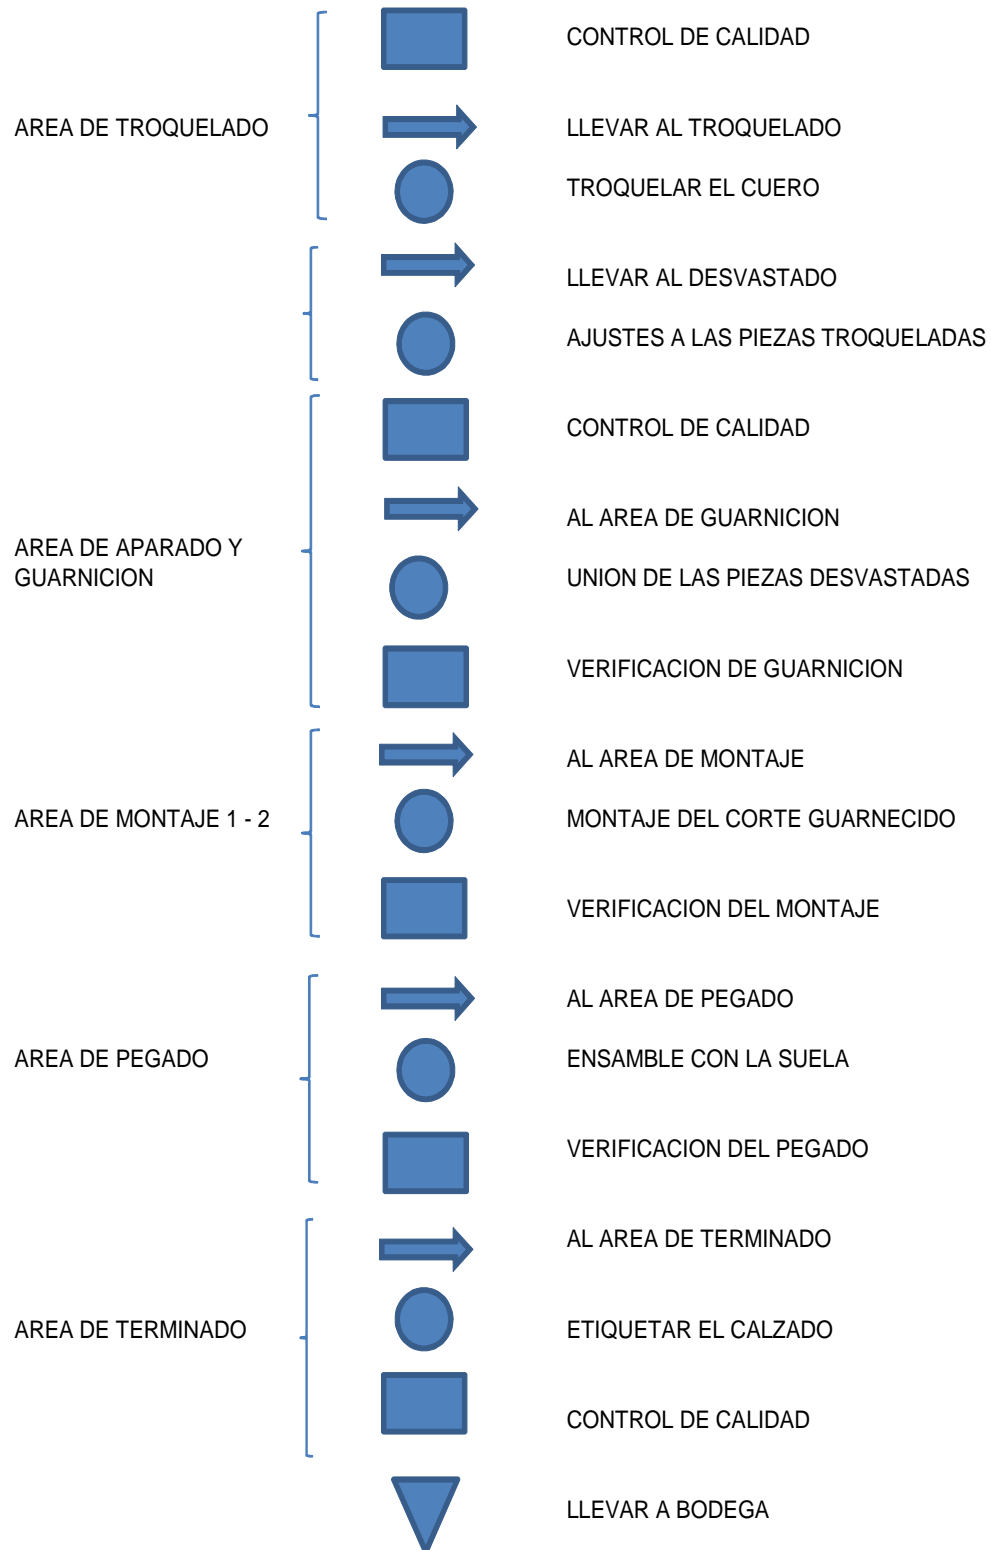 CONTROL DE CALIDAD
AREA DE TROQUELADO
LLEVAR AL TROQUELADO
TROQUELAR EL CUERO
LLEVAR AL DESVASTADO
AJUSTES A LAS PIEZAS TROQUELADAS
CONTROL DE CALIDAD
AL AREA DE GUARNICION
AREA DE APARADO Y
GUARNICION
UNION DE LAS PIEZAS DESVASTADAS
VERIFICACION DE GUARNICION
AL AREA DE MONTAJE
AREA DE MONTAJE 1 - 2
MONTAJE DEL CORTE GUARNECIDO
VERIFICACION DEL MONTAJE
AL AREA DE PEGADO
AREA DE PEGADO
ENSAMBLE CON LA SUELA
VERIFICACION DEL PEGADO
AL AREA DE TERMINADO
AREA DE TERMINADO
ETIQUETAR EL CALZADO
CONTROL DE CALIDAD
LLEVAR A BODEGA